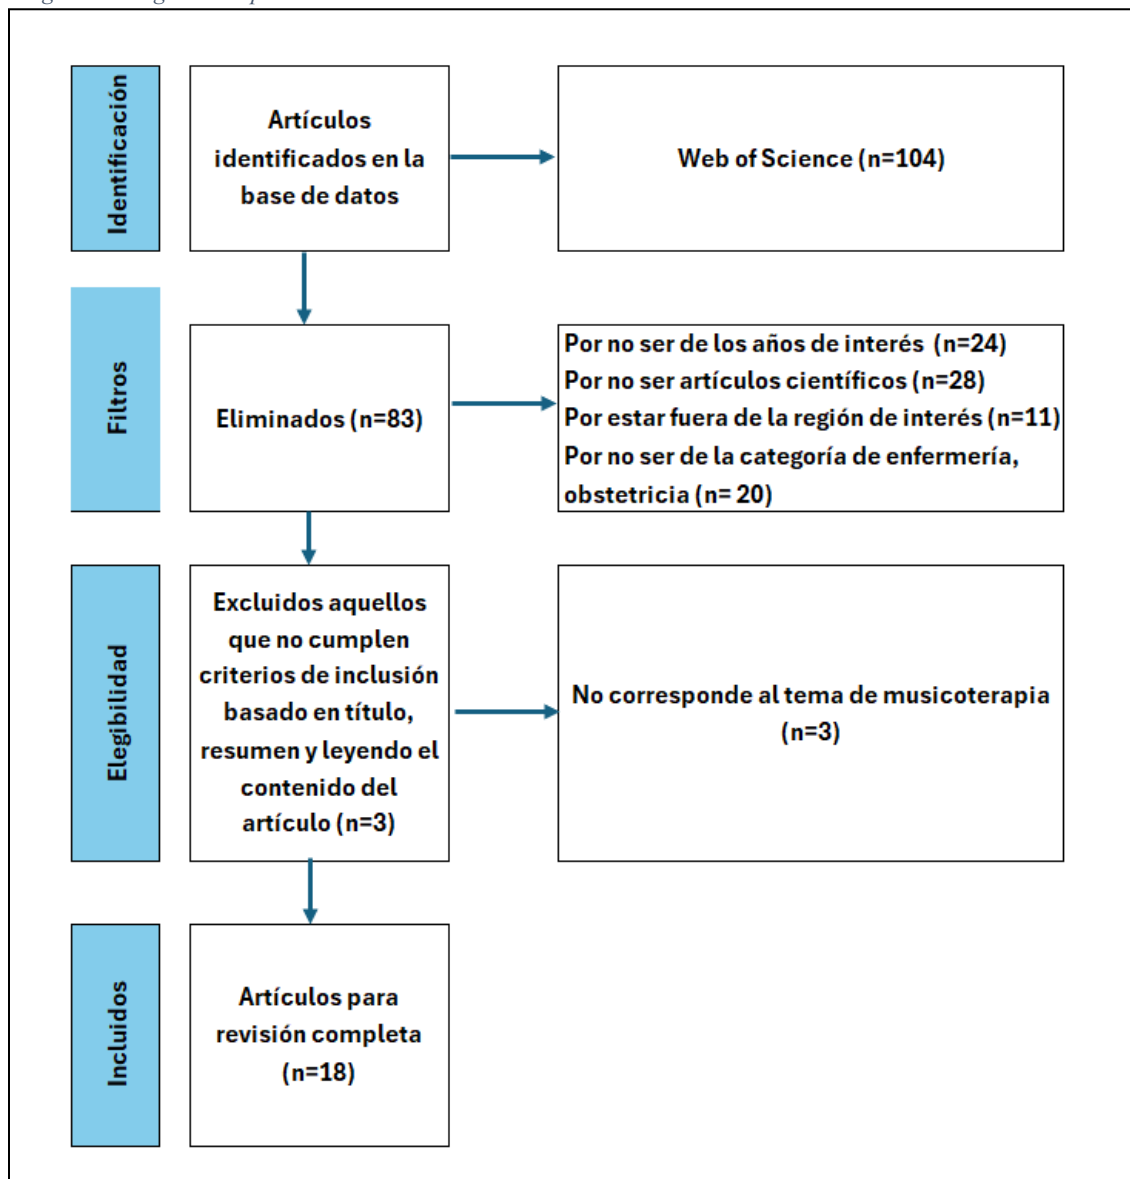 Identificación
Artículos
identificados en la
base de datos
Web of Science (n=104)
Filtros
Eliminados (n=83)
Por no ser de los años de interés (n=24)
Por no ser artículos científicos (n=28)
Por estar fuera de la región de interés (n=11)
Por no ser de la categoría de enfermería,
obstetricia (n= 20)
Elegibilidad
Excluidos aquellos
que no cumplen
criterios de inclusión
basado en título,
resumen y leyendo el
contenido del
artículo (n=3)
No corresponde al tema de musicoterapia
(n=3)
Incluidos
Artículos para
revisión completa
(n=18)